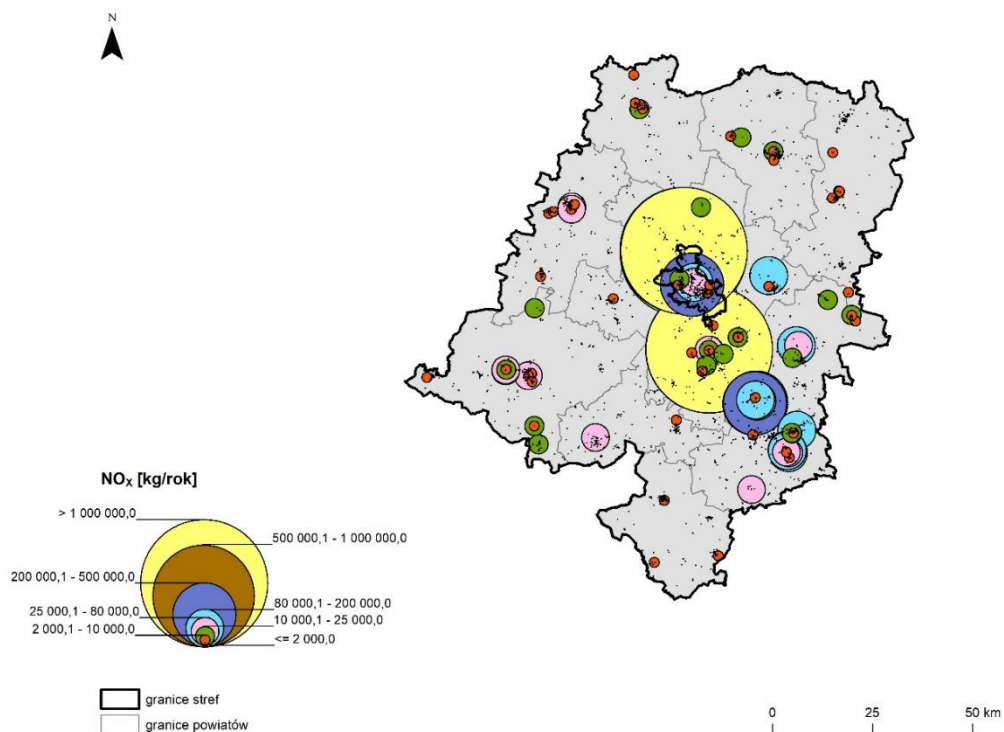 N
NOX [kg/rok]
> 1 000 000,0
500 000,1 - 1 000 000,0
200 000,1 - 500 000,0
80 000,1 - 200 000,0
25 000,1 - 80 000,0
10 000,1 - 25 000,0
2 000,1 - 10 000,0
<= 2 000,0
granice stref
granice powiatów
0 25 50 km